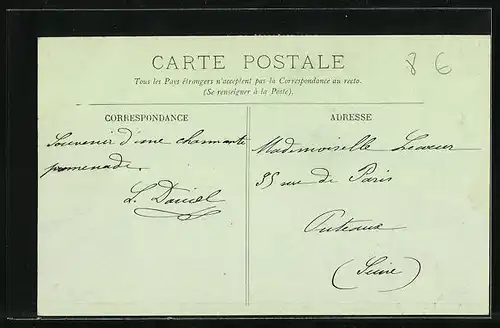 CARTE POSTALE
8 6
Tous les Pays étrangers n'acceptent pas la Correspondance au recto.
(Se renseigner à la Poste).
CORRESPONDANCE
Souvenir d'une charmante
promenade.
L. Daniel
ADRESSE
Mademoiselle
35 rue de Paris
Puteaux
(Seine)